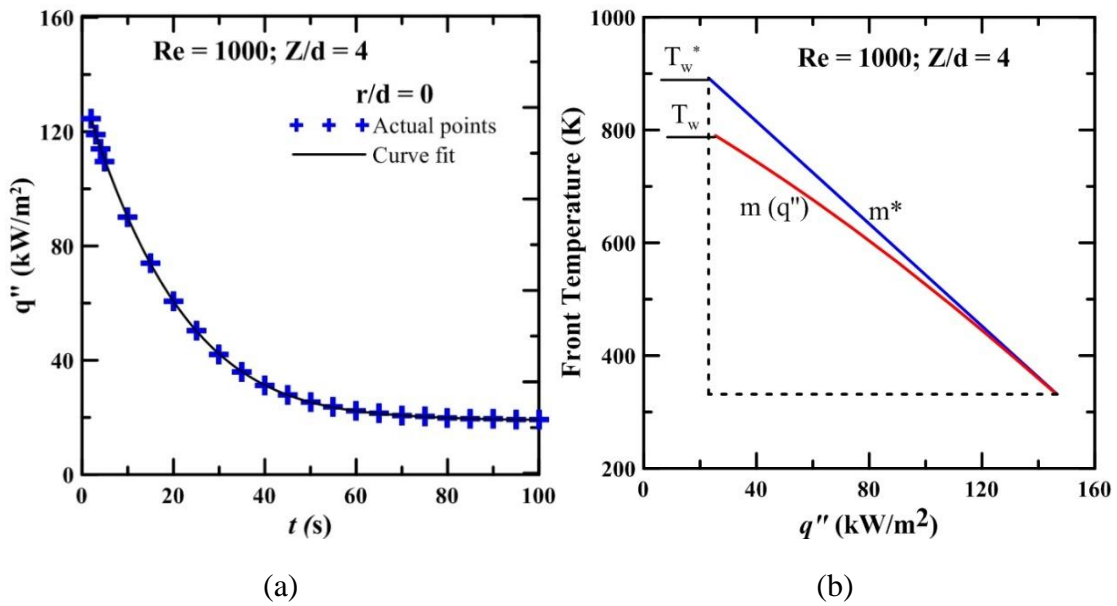 160
120
80
40
0
q" (kW/m²)
Re = 1000; Z/d = 4
r/d = 0
Actual points
Curve fit
0 20 40 60 80 100
t (s)
(a)
1000
800
600
400
200
Front Temperature (K)
Re = 1000; Z/d = 4
T_w*
T_w
m (q")
m*
0 40 80 120 160
q" (kW/m²)
(b)